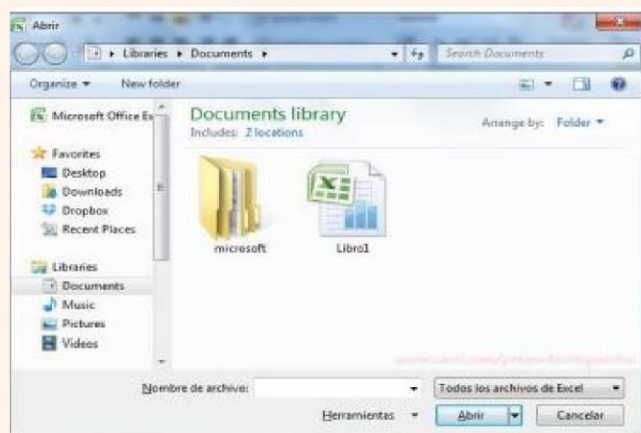 Abrir
Libraries Documents
Search Documents
Organize New folder
Microsoft Office Ex
Documents library
Includes: 2 locations
Arrange by: Folder
Favorites
Desktop
Downloads
Dropbox
Recent Places
microsoft
Libro1
Libraries
Documents
Music
Pictures
Videos
Nombre de archivo:
Todos los archivos de Excel
Herramientas
Abrir
Cancelar